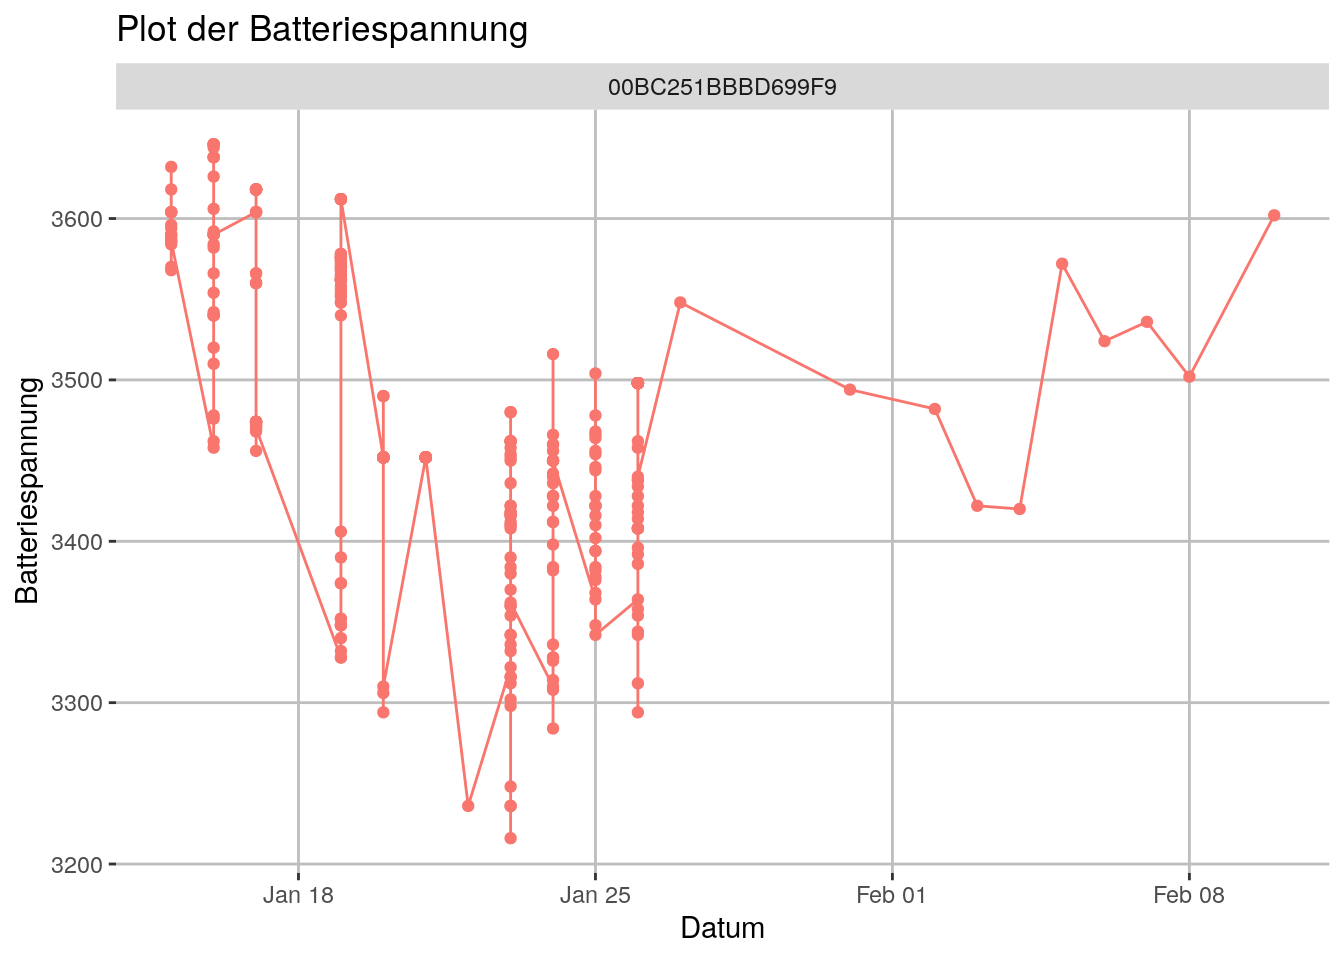 Plot der Batteriespannung
00BC251BBBD699F9
Batteriespannung
3600
3500
3400
3300
3200
Jan 18
Jan 25
Feb 01
Feb 08
Datum